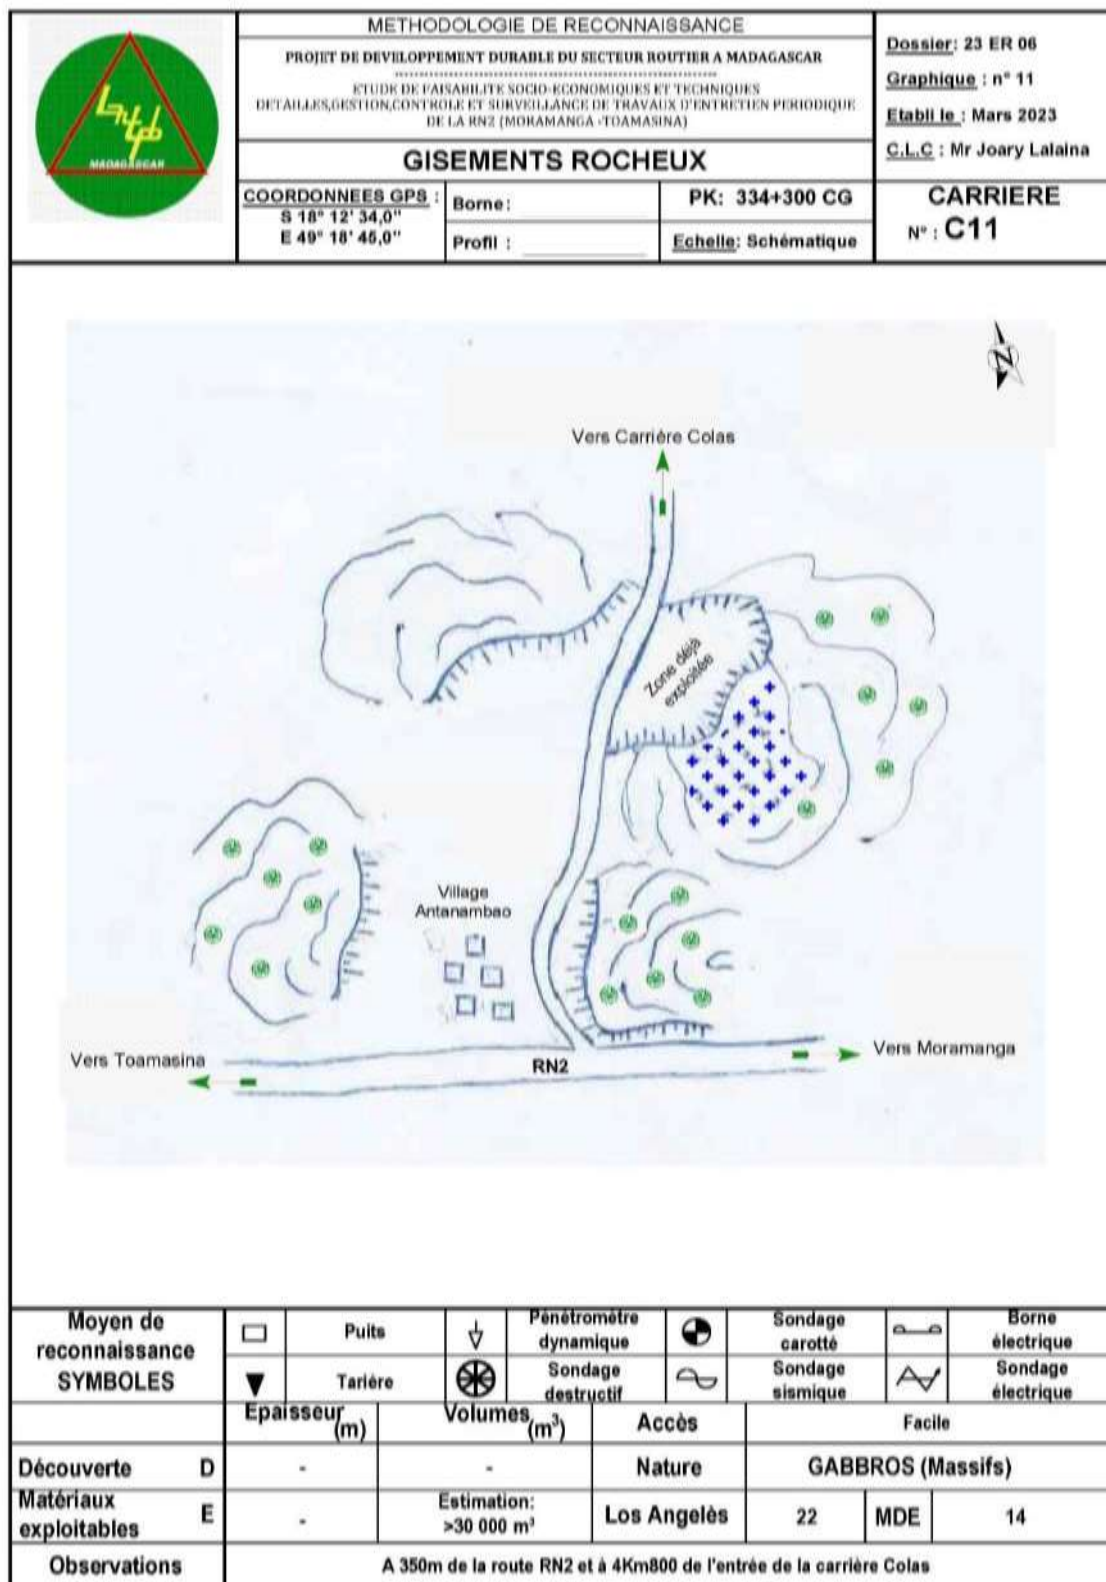 Lntpb
MADAGASCAR
METHODOLOGIE DE RECONNAISSANCE
PROJET DE DEVELOPPEMENT DURABLE DU SECTEUR ROUTIER A MADAGASCAR
ETUDE DE FAISABILITE SOCIO-ECONOMIQUES ET TECHNIQUES
DETAILLES,GESTION,CONTROLE ET SURVEILLANCE DE TRAVAUX D'ENTRETIEN PERIODIQUE
DE LA RN2 (MORAMANGA -TOAMASINA)
GISEMENTS ROCHEUX
Dossier: 23 ER 06
Graphique : n° 11
Etabli le : Mars 2023
C.L.C : Mr Joary Lalaina
COORDONNEES GPS :
S 18° 12' 34,0"
E 49° 18' 45,0"
Borne:
Profil :
PK: 334+300 CG
Echelle: Schématique
CARRIERE
N° : C11
N
Vers Carrière Colas
Zone déjà
exploitée
Village
Antanambao
Vers Toamasina
RN2
Vers Moramanga
Moyen de
reconnaissance
SYMBOLES
Puits
Pénétromètre
dynamique
Sondage
carotté
Borne
électrique
Tarière
Sondage
destructif
Sondage
sismique
Sondage
électrique
Epaisseur (m)
Volumes (m³)
Accès
Facile
Découverte D
-
-
Nature
GABBROS (Massifs)
Matériaux
exploitables E
-
Estimation:
>30 000 m³
Los Angelès
22
MDE
14
Observations
A 350m de la route RN2 et à 4Km800 de l'entrée de la carrière Colas